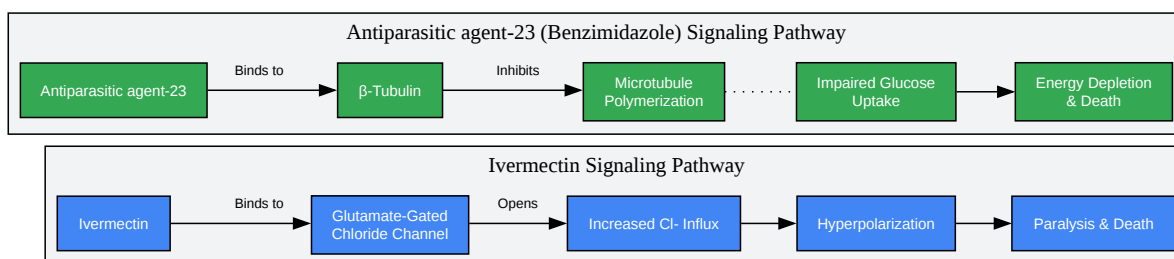 Antiparasitic agent-23 (Benzimidazole) Signaling Pathway
Antiparasitic agent-23
Binds to
β-Tubulin
Inhibits
Microtubule
Polymerization
Impaired Glucose
Uptake
Energy Depletion
& Death
Ivermectin Signaling Pathway
Ivermectin
Binds to
Glutamate-Gated
Chloride Channel
Opens
Increased Cl- Influx
Hyperpolarization
Paralysis & Death